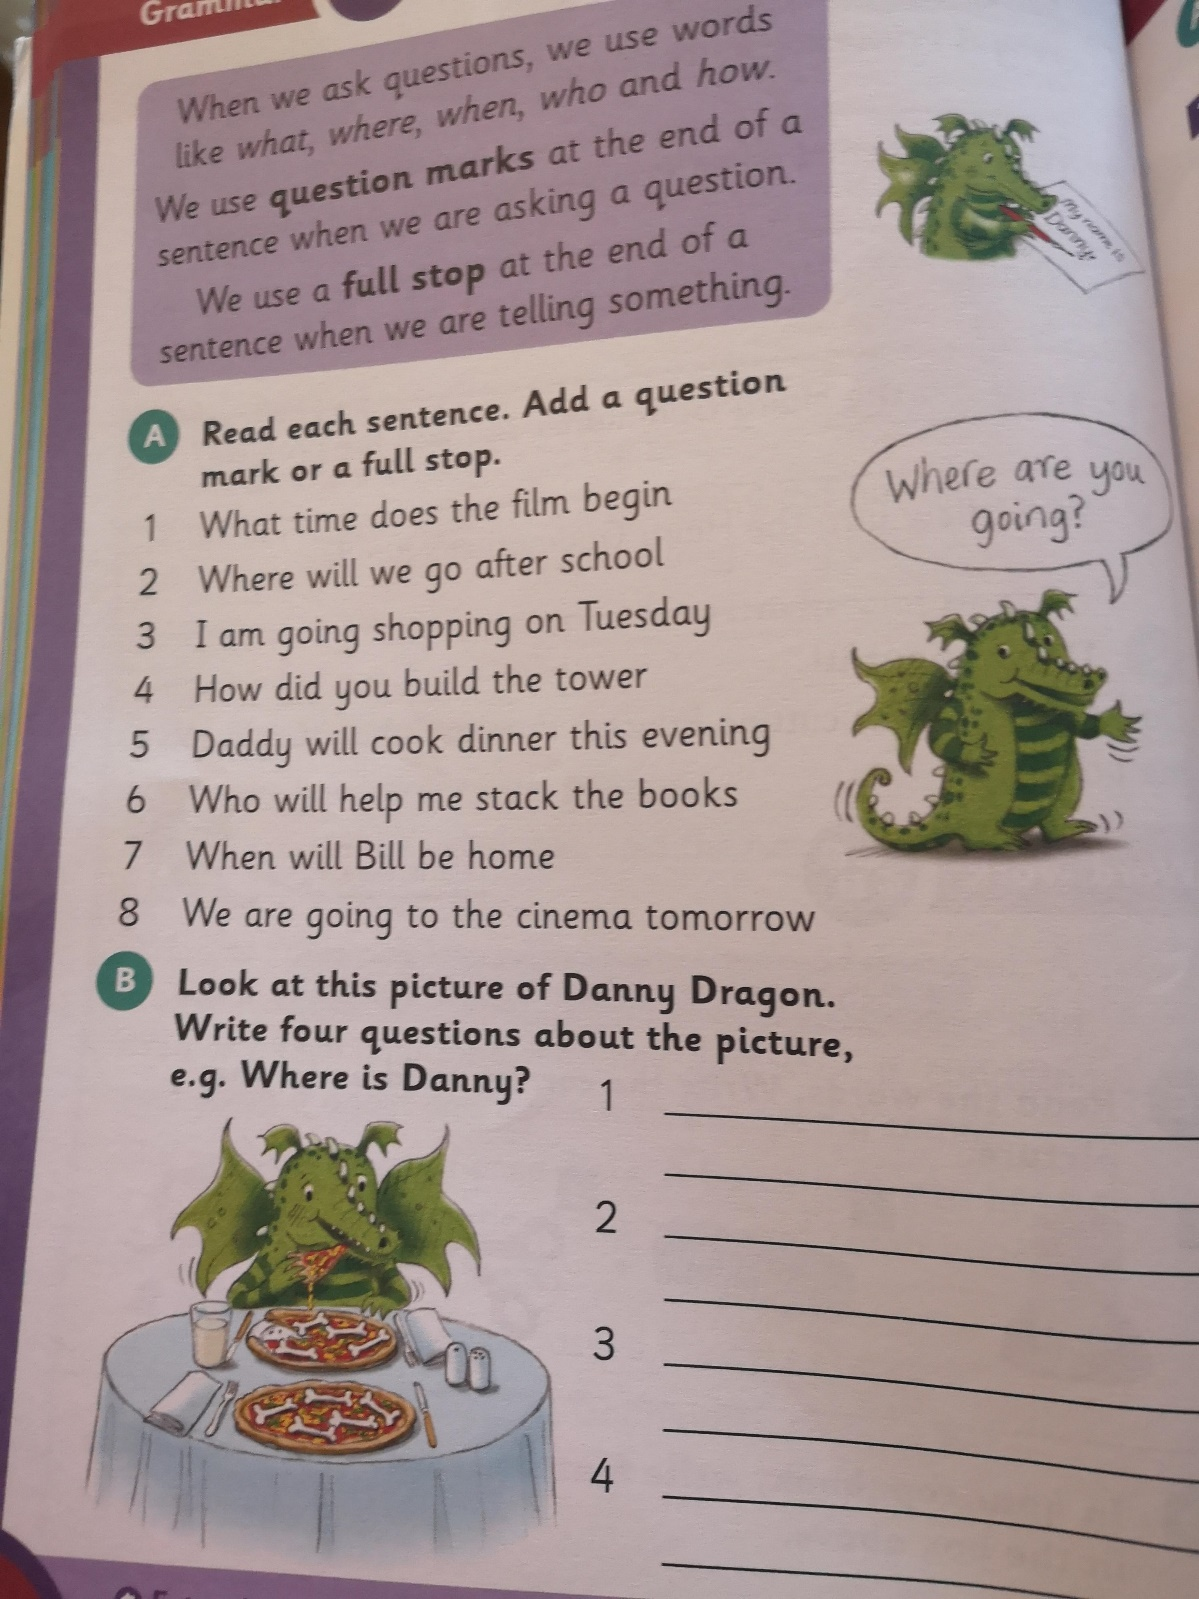 When we ask questions, we use words
like what, where, when, who and how.
We use question marks at the end of a
sentence when we are asking a question.
We use a full stop at the end of a
sentence when we are telling something.
My name is
Danny.
A Read each sentence. Add a question
mark or a full stop.
1 What time does the film begin
2 Where will we go after school
3 I am going shopping on Tuesday
4 How did you build the tower
5 Daddy will cook dinner this evening
6 Who will help me stack the books
7 When will Bill be home
8 We are going to the cinema tomorrow
Where are you
going?
B Look at this picture of Danny Dragon.
Write four questions about the picture,
e.g. Where is Danny?
1
2
3
4